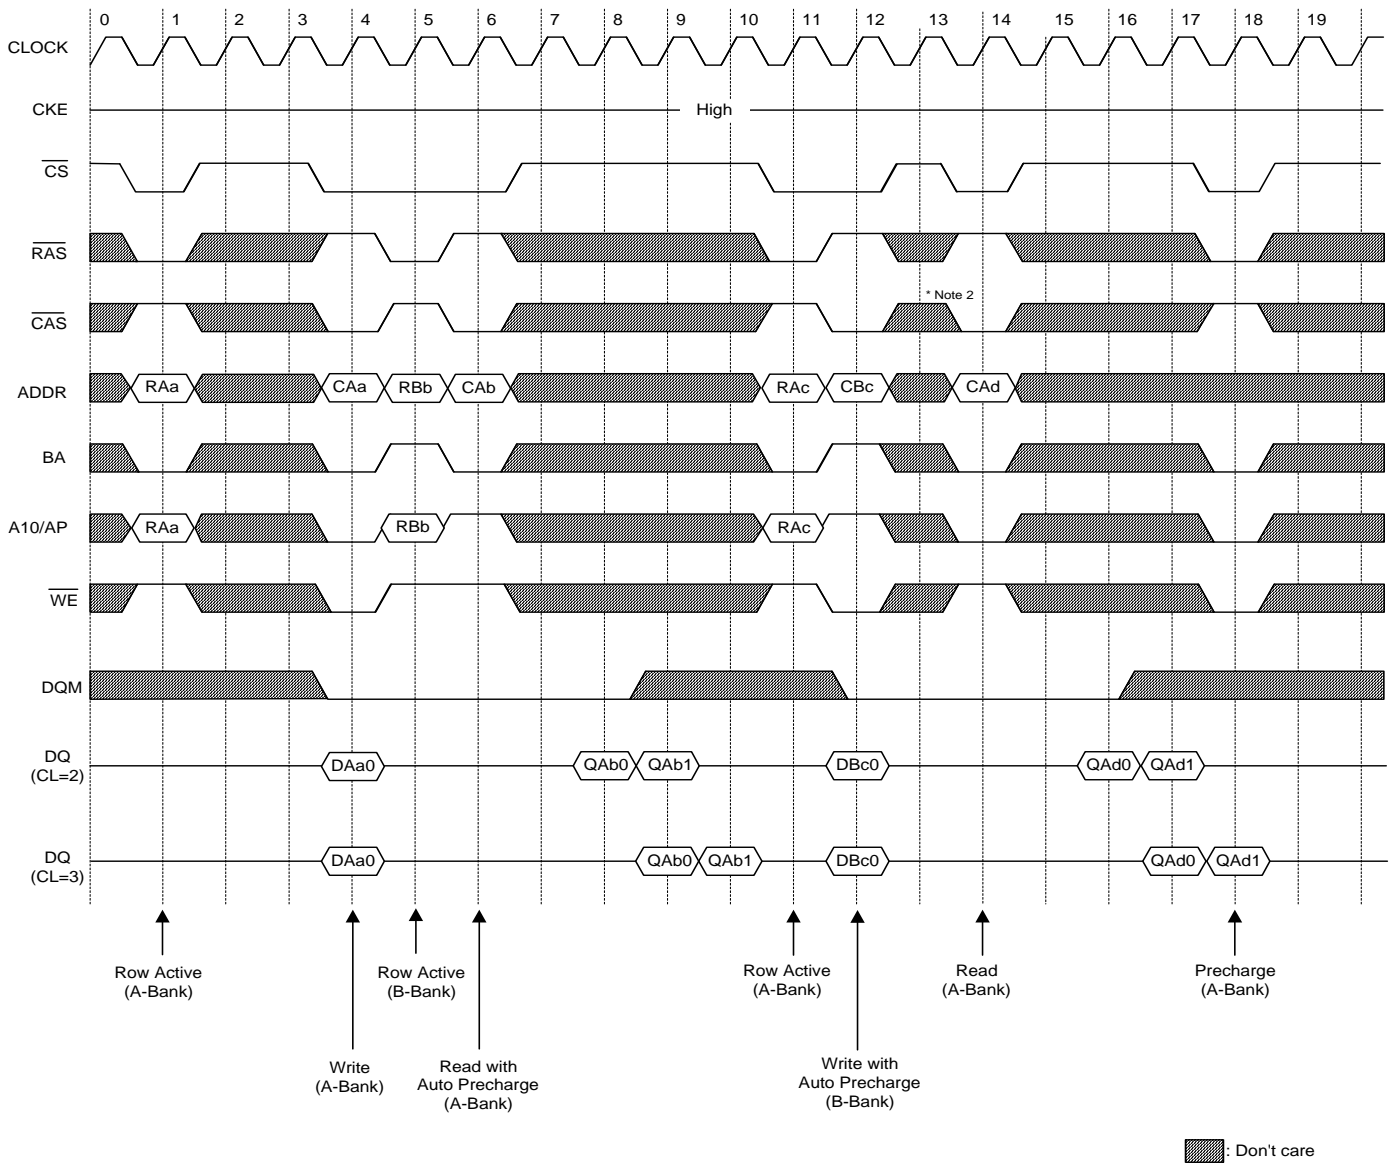 0 1 2 3 4 5 6 7 8 9 10 11 12 13 14 15 16 17 18 19
CLOCK
CKE High
CS
RAS
CAS * Note 2
ADDR RAa CAa RBb CAb RAc CBc CAd
BA
A10/AP RAa RBb RAc
WE
DQM
DQ
(CL=2) DAa0 QAb0 QAb1 DBc0 QAd0 QAd1
DQ
(CL=3) DAa0 QAb0 QAb1 DBc0 QAd0 QAd1
Row Active
(A-Bank)
Row Active
(B-Bank)
Row Active
(A-Bank)
Read
(A-Bank)
Precharge
(A-Bank)
Write
(A-Bank)
Read with
Auto Precharge
(A-Bank)
Write with
Auto Precharge
(B-Bank)
: Don't care